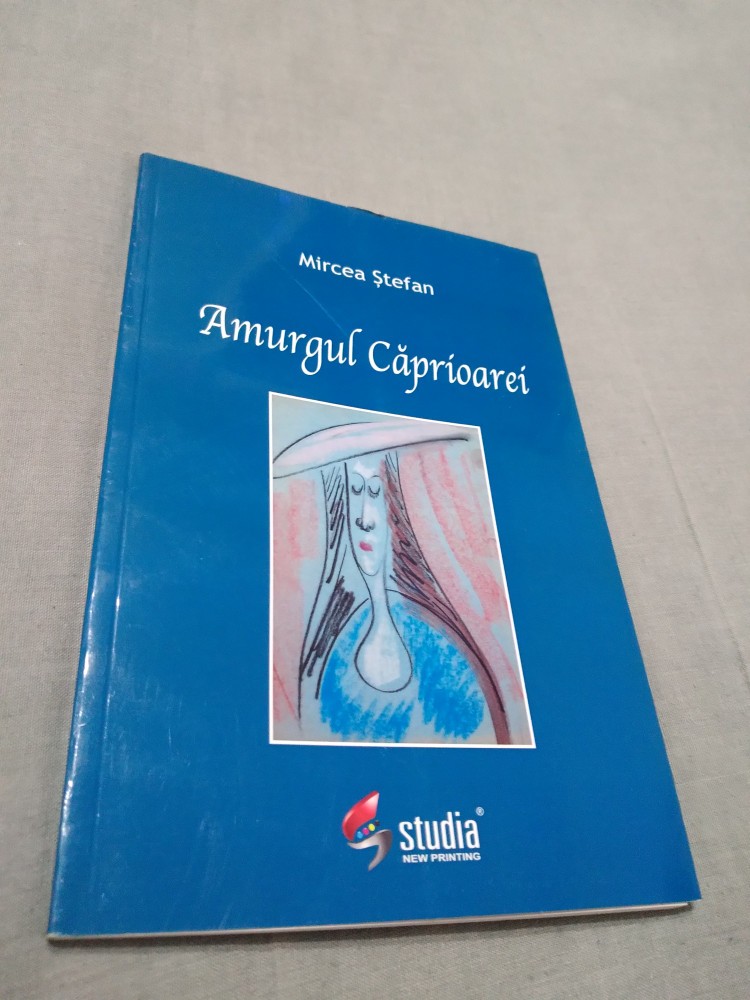 Mircea Ștefan
Amurgul Căprioarei
studia®
NEW PRINTING